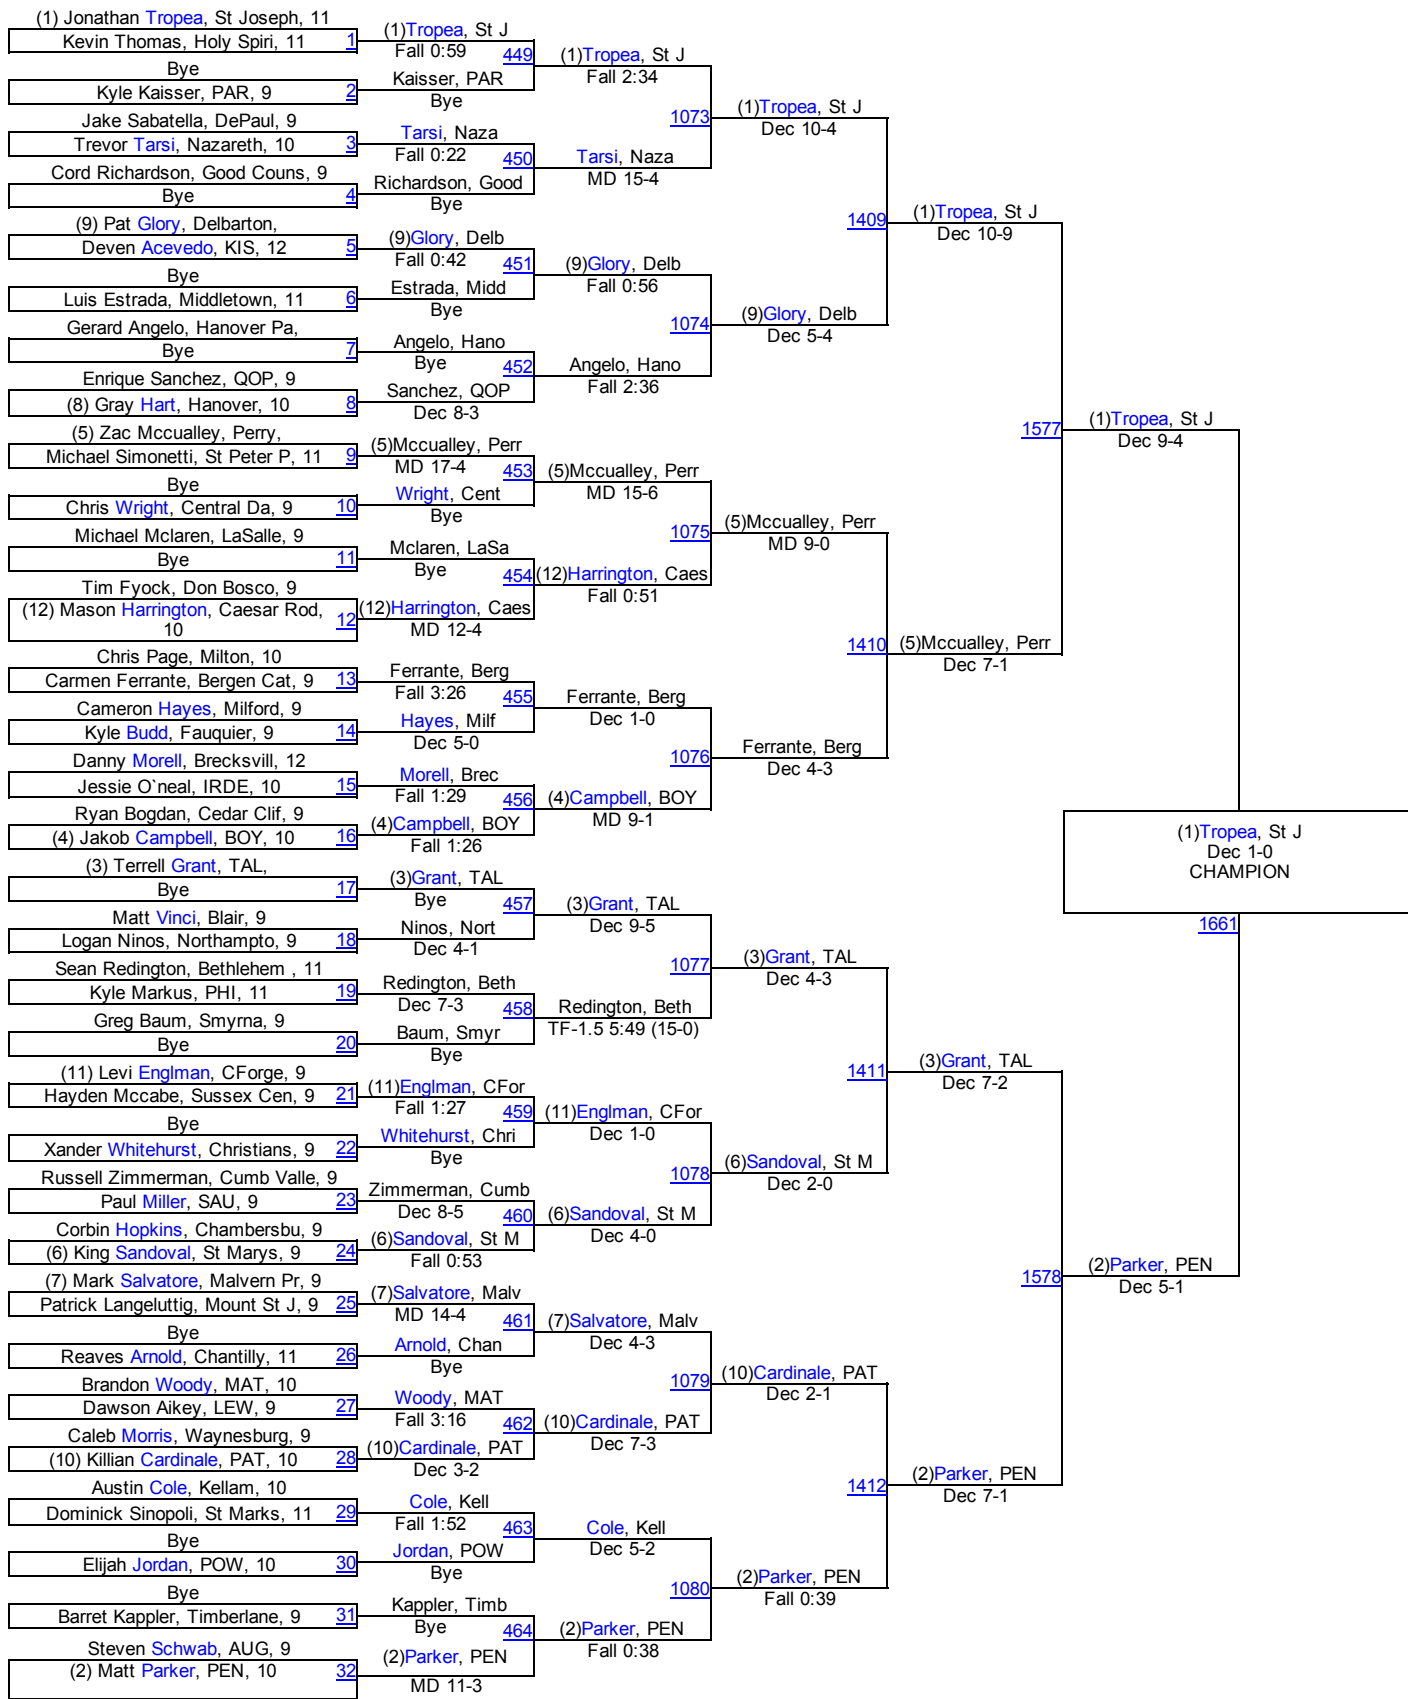 (1) Jonathan Tropea, St Joseph, 11
Kevin Thomas, Holy Spiri, 11 1
Bye
Kyle Kaisser, PAR, 9 2
Jake Sabatella, DePaul, 9
Trevor Tarsi, Nazareth, 10 3
Cord Richardson, Good Couns, 9
Bye 4
(9) Pat Glory, Delbarton,
Deven Acevedo, KIS, 12 5
Bye
Luis Estrada, Middletown, 11 6
Gerard Angelo, Hanover Pa,
Bye 7
Enrique Sanchez, QOP, 9
(8) Gray Hart, Hanover, 10 8
(5) Zac Mccualley, Perry,
Michael Simonetti, St Peter P, 11 9
Bye
Chris Wright, Central Da, 9 10
Michael Mclaren, LaSalle, 9
Bye 11
Tim Fyock, Don Bosco, 9
(12) Mason Harrington, Caesar Rod,
10 12
Chris Page, Milton, 10
Carmen Ferrante, Bergen Cat, 9 13
Cameron Hayes, Milford, 9
Kyle Budd, Fauquier, 9 14
Danny Morell, Brecksvill, 12
Jessie O`neal, IRDE, 10 15
Ryan Bogdan, Cedar Clif, 9
(4) Jakob Campbell, BOY, 10 16
(3) Terrell Grant, TAL,
Bye 17
Matt Vinci, Blair, 9
Logan Ninos, Northampto, 9 18
Sean Redington, Bethlehem , 11
Kyle Markus, PHI, 11 19
Greg Baum, Smyrna, 9
Bye 20
(11) Levi Englman, CForge, 9
Hayden Mccabe, Sussex Cen, 9 21
Bye
Xander Whitehurst, Christians, 9 22
Russell Zimmerman, Cumb Valle, 9
Paul Miller, SAU, 9 23
Corbin Hopkins, Chambersbu, 9
(6) King Sandoval, St Marys, 9 24
(7) Mark Salvatore, Malvern Pr, 9
Patrick Langeluttig, Mount St J, 9 25
Bye
Reaves Arnold, Chantilly, 11 26
Brandon Woody, MAT, 10
Dawson Aikey, LEW, 9 27
Caleb Morris, Waynesburg, 9
(10) Killian Cardinale, PAT, 10 28
Austin Cole, Kellam, 10
Dominick Sinopoli, St Marks, 11 29
Bye
Elijah Jordan, POW, 10 30
Bye
Barret Kappler, Timberlane, 9 31
Steven Schwab, AUG, 9
(2) Matt Parker, PEN, 10 32
(1)Tropea, St J
Fall 0:59
449
Kaisser, PAR
Bye
Tarsi, Naza
Fall 0:22
450
Richardson, Good
Bye
(9)Glory, Delb
Fall 0:42
451
Estrada, Midd
Bye
Angelo, Hano
Bye
452
Sanchez, QOP
Dec 8-3
(5)Mccualley, Perr
MD 17-4
453
Wright, Cent
Bye
Mclaren, LaSa
Bye
454
(12)Harrington, Caes
MD 12-4
Ferrante, Berg
Fall 3:26
455
Hayes, Milf
Dec 5-0
Morell, Brec
Fall 1:29
456
(4)Campbell, BOY
Fall 1:26
(3)Grant, TAL
Bye
457
Ninos, Nort
Dec 4-1
Redington, Beth
Dec 7-3
458
Baum, Smyr
Bye
(11)Englman, CFor
Fall 1:27
459
Whitehurst, Chri
Bye
Zimmerman, Cumb
Dec 8-5
460
(6)Sandoval, St M
Fall 0:53
(7)Salvatore, Malv
MD 14-4
461
Arnold, Chan
Bye
Woody, MAT
Fall 3:16
462
(10)Cardinale, PAT
Dec 3-2
Cole, Kell
Fall 1:52
463
Jordan, POW
Bye
Kappler, Timb
Bye
464
(2)Parker, PEN
MD 11-3
(1)Tropea, St J
Fall 2:34
1073
Tarsi, Naza
MD 15-4
(9)Glory, Delb
Fall 0:56
1074
Angelo, Hano
Fall 2:36
(5)Mccualley, Perr
MD 15-6
1075
(12)Harrington, Caes
Fall 0:51
Ferrante, Berg
Dec 1-0
1076
(4)Campbell, BOY
MD 9-1
(3)Grant, TAL
Dec 9-5
1077
Redington, Beth
TF-1.5 5:49 (15-0)
(11)Englman, CFor
Dec 1-0
1078
(6)Sandoval, St M
Dec 4-0
(7)Salvatore, Malv
Dec 4-3
1079
(10)Cardinale, PAT
Dec 7-3
Cole, Kell
Dec 5-2
1080
(2)Parker, PEN
Fall 0:38
(1)Tropea, St J
Dec 10-4
1409
(9)Glory, Delb
Dec 5-4
(5)Mccualley, Perr
MD 9-0
1410
Ferrante, Berg
Dec 4-3
(3)Grant, TAL
Dec 4-3
1411
(6)Sandoval, St M
Dec 2-0
(10)Cardinale, PAT
Dec 2-1
1412
(2)Parker, PEN
Fall 0:39
(1)Tropea, St J
Dec 10-9
1577
(5)Mccualley, Perr
Dec 7-1
(3)Grant, TAL
Dec 7-2
1578
(2)Parker, PEN
Dec 7-1
(1)Tropea, St J
Dec 9-4
(2)Parker, PEN
Dec 5-1
(1)Tropea, St J
Dec 1-0
CHAMPION
1661